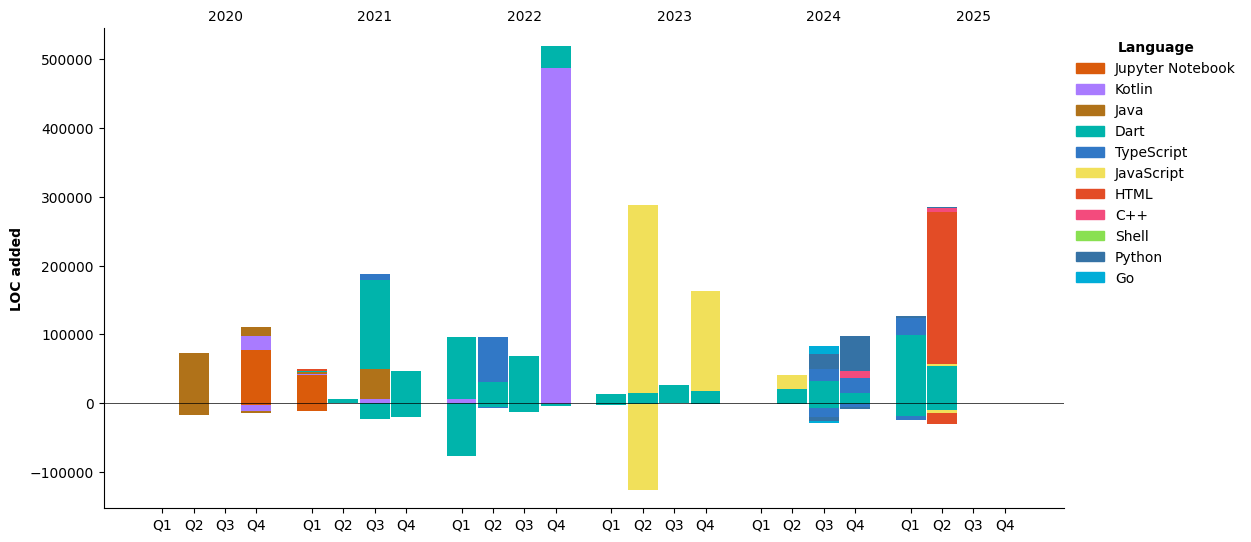 2020 2021 2022 2023 2024 2025
500000
400000
300000
200000
100000
0
−100000
LOC added
Q1 Q2 Q3 Q4 Q1 Q2 Q3 Q4 Q1 Q2 Q3 Q4 Q1 Q2 Q3 Q4 Q1 Q2 Q3 Q4 Q1 Q2 Q3 Q4
Language
Jupyter Notebook
Kotlin
Java
Dart
TypeScript
JavaScript
HTML
C++
Shell
Python
Go